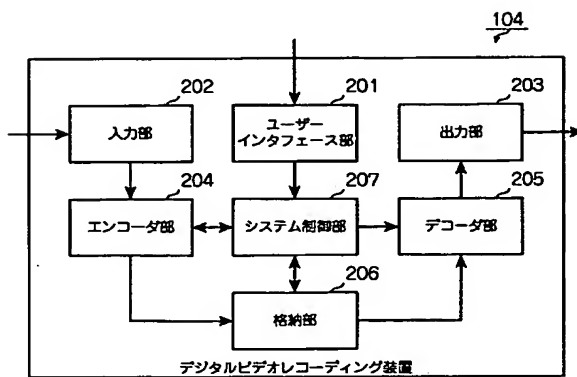 104
202
201
203
入力部
ユーザー
インタフェース部
出力部
204
207
205
エンコーダ部
システム制御部
デコーダ部
206
格納部
デジタルビデオレコーディング装置